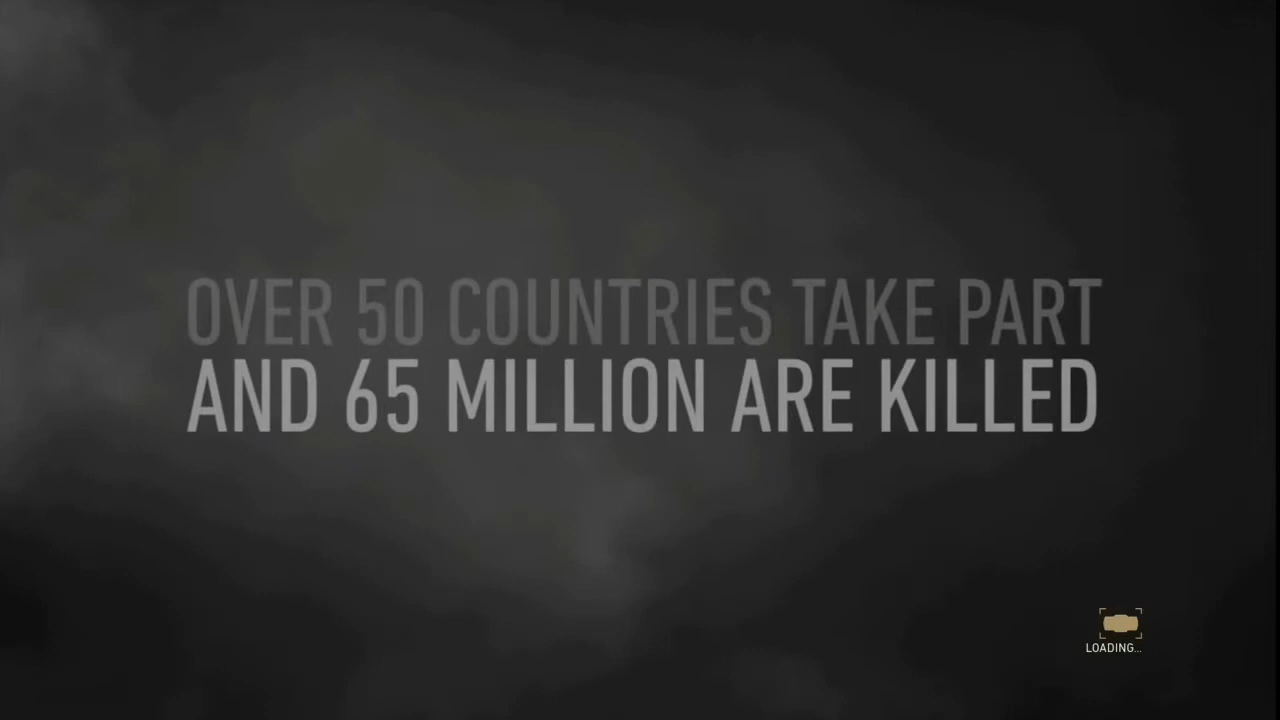 OVER 50 COUNTRIES TAKE PART
AND 65 MILLION ARE KILLED
LOADING...